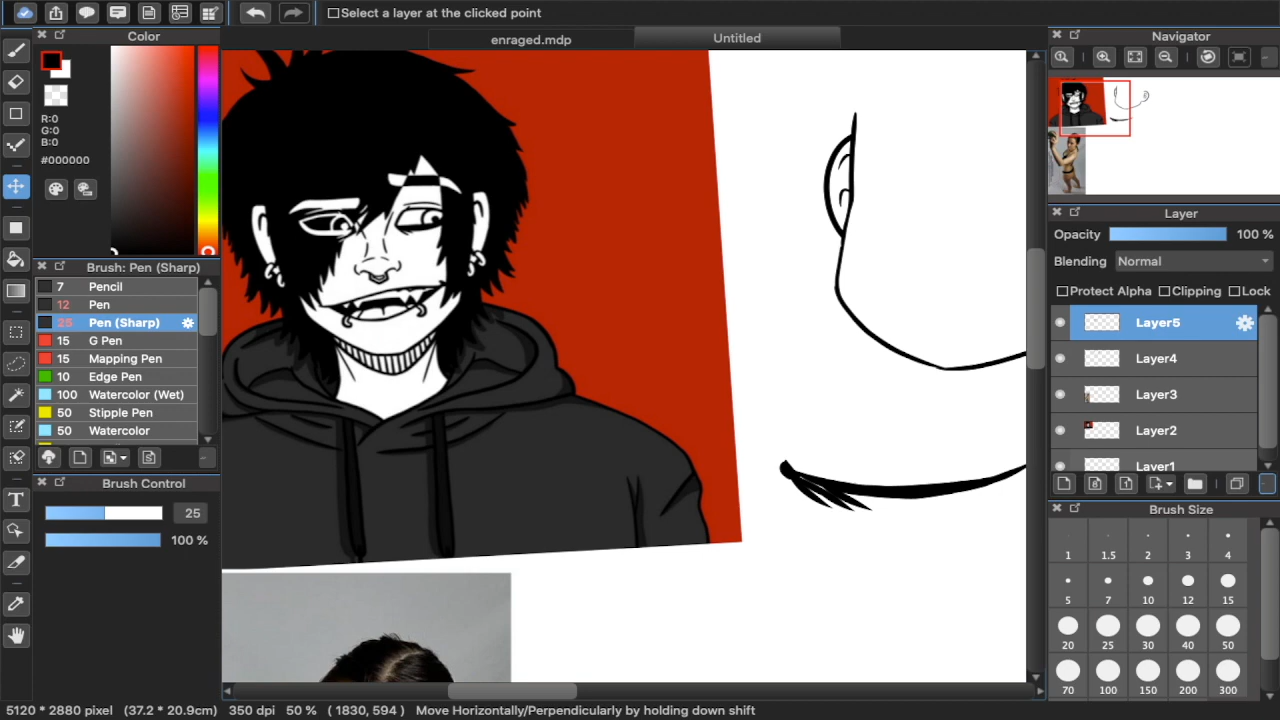 Select a layer at the clicked point
Color
enraged.mdp
Untitled
Navigator
R:0
G:0
B:0
#000000
Brush: Pen (Sharp)
7 Pencil
12 Pen
25 Pen (Sharp)
15 G Pen
15 Mapping Pen
10 Edge Pen
100 Watercolor (Wet)
50 Stipple Pen
50 Watercolor
Brush Control
25
100 %
Layer
Opacity 100 %
Blending Normal
Protect Alpha Clipping Lock
Layer5
Layer4
Layer3
Layer2
Layer1
Brush Size
1 1.5 2 3 4
5 7 10 12 15
20 25 30 40 50
70 100 150 200 300
5120 * 2880 pixel (37.2 * 20.9cm) 350 dpi 50 % ( 1830, 594 ) Move Horizontally/Perpendicularly by holding down shift